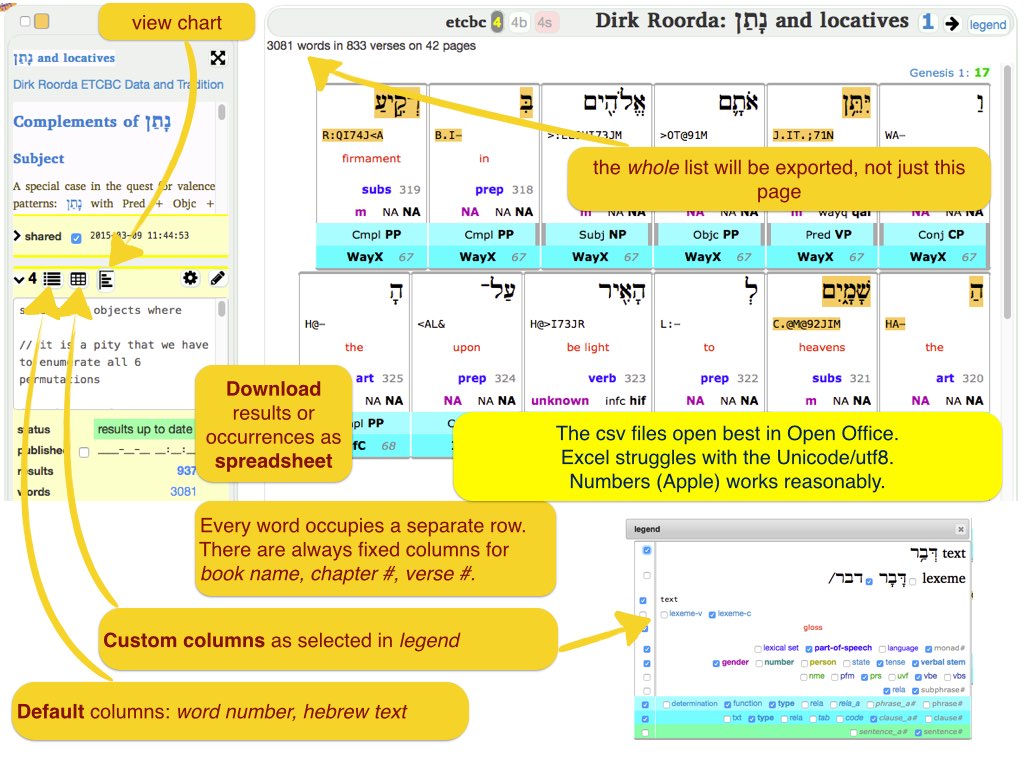 view chart
נָתַן and locatives
Dirk Roorda ETCBC Data and Tradition
Complements of נָתַן
Subject
A special case in the quest for valence
patterns: נָתַן with Pred + Objc +
shared 2015-03-09 11:44:53
4
objects where
// it is a pity that we have
to enumerate all 6
permutations
status results up to date
publishe __-_-__ __:__:
results 937
words 3081
etcbc 4 4b 4s
Dirk Roorda: נָתַן and locatives 1 legend
3081 words in 833 verses on 42 pages
Genesis 1: 17
וַ יִּתֵּ֥ן אֹתָ֛ם אֱלֹהִ֖ים בִּ רְקִ֣יעַ
R:QI74J<A B.I- >OT@91M J.IT.;71N WA-
firmament in
subs 319 prep 318
m NA NA NA NA NA m NA NA NA NA NA m wayq qal NA NA NA
Cmpl PP Cmpl PP Subj NP Objc PP Pred VP Conj CP
WayX 67 WayX 67 WayX 67 WayX 67 WayX 67 WayX 67
the whole list will be exported, not just this
page
הַ שָּׁמָ֑יִם לְ הָאִ֖יר עַל־ הָ
H@- <AL& H@>I73JR L:- C.@M@92JIM HA-
the upon be light to heavens the
art 325 prep 324 verb 323 prep 322 subs 321 art 320
NA NA NA NA NA NA unknown infc hif NA NA NA m NA NA NA NA NA
mpl PP
fC 68
Download
results or
occurrences as
spreadsheet
The csv files open best in Open Office.
Excel struggles with the Unicode/utf8.
Numbers (Apple) works reasonably.
Every word occupies a separate row.
There are always fixed columns for
book name, chapter #, verse #.
Custom columns as selected in legend
Default columns: word number, hebrew text
legend
דָּבָר text
דבר/ דָּבָר lexeme
text
lexeme-v lexeme-c
gloss
lexical set part-of-speech language monad#
gender number person state tense verbal stem
nme pfm prs uvf vbe vbs
rela subphrase#
determination function type rela rela_a phrase_a# phrase#
txt type rela tab code clause_a# clause#
sentence_a# sentence#